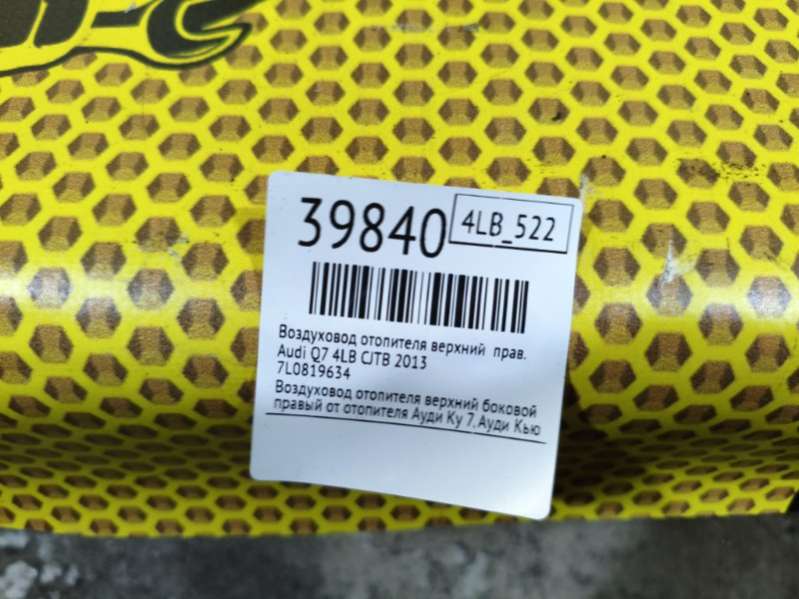 39840
4LB_522
Воздуховод отопителя верхний прав.
Audi Q7 4LB CJTB 2013
7L0819634
Воздуховод отопителя верхний боковой
правый от отопителя Ауди Ку 7, Ауди Кью